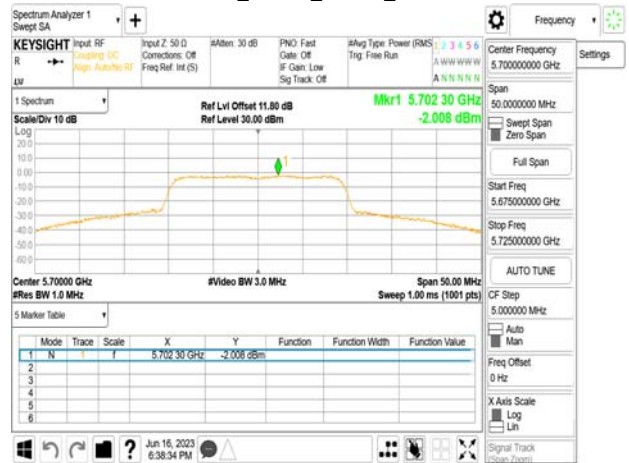 Spectrum Analyzer 1
Swept SA
+
Frequency
Settings
KEYSIGHT
R
Input: RF
Coupling: DC
Align: Auto/No RF
Input Z: 50 Ω
Corrections: Off
Freq Ref: Int (S)
#Atten: 30 dB
PNO: Fast
Gate: Off
IF Gain: Low
Sig Track: Off
#Avg Type: Power (RMS
Trig: Free Run
1 2 3 4 5 6
A W W W W W
A N N N N N
1 Spectrum
Scale/Div 10 dB
Ref Lvl Offset 11.80 dB
Ref Level 30.00 dBm
Mkr1 5.702 30 GHz
-2.008 dBm
Log
20.0
10.0
0.00
-10.0
-20.0
-30.0
-40.0
-50.0
-60.0
1
Center 5.70000 GHz
#Res BW 1.0 MHz
#Video BW 3.0 MHz
Span 50.00 MHz
Sweep 1.00 ms (1001 pts)
5 Marker Table
Mode Trace Scale X Y Function Function Width Function Value
1 N 1 f 5.702 30 GHz -2.008 dBm
2
3
4
5
6
?
Jun 16, 2023
6:38:34 PM
Center Frequency
5.700000000 GHz
Span
50.0000000 MHz
Swept Span
Zero Span
Full Span
Start Freq
5.675000000 GHz
Stop Freq
5.725000000 GHz
AUTO TUNE
CF Step
5.000000 MHz
Auto
Man
Freq Offset
0 Hz
X Axis Scale
Log
Lin
Signal Track
(Span Zoom)